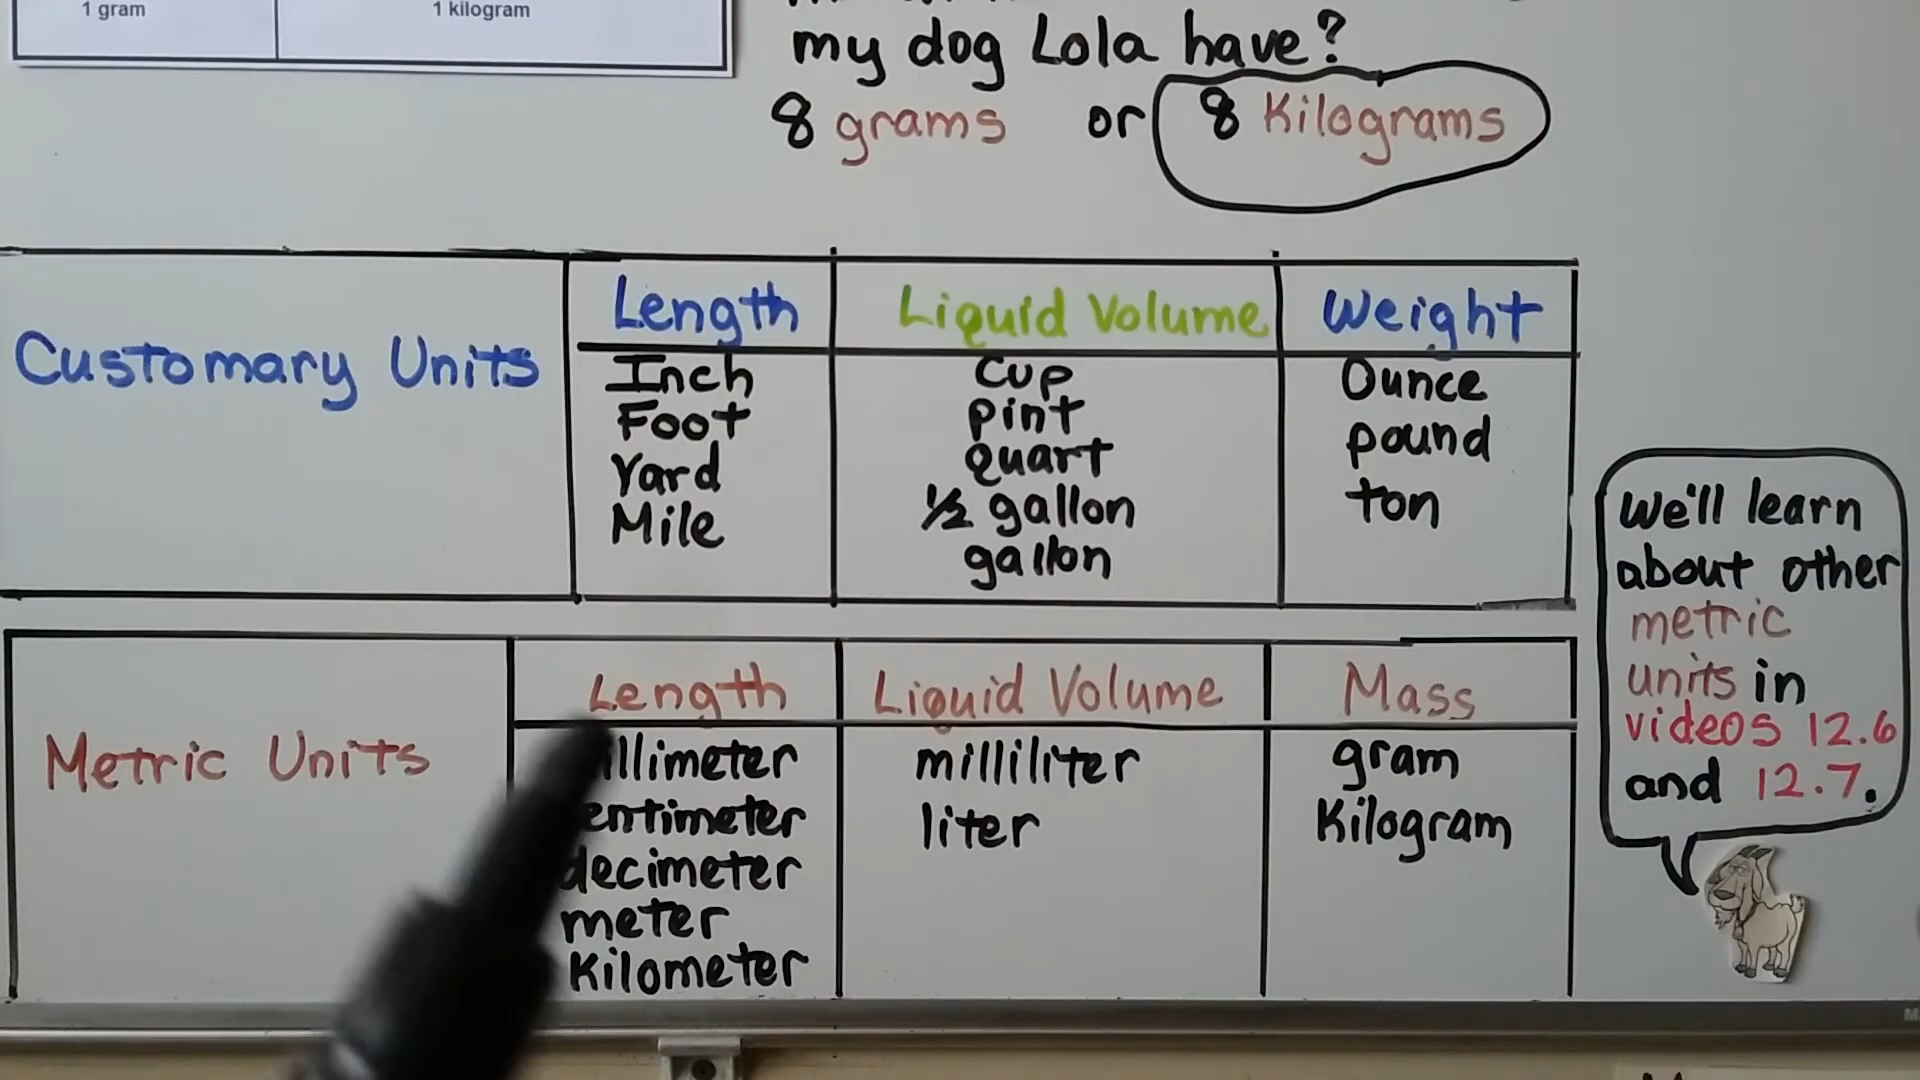 1 gram
1 kilogram
my dog Lola have?
8 grams or 8 Kilograms
Customary Units
Length
Inch
Foot
Yard
Mile
Liquid Volume
Cup
pint
quart
1/2 gallon
gallon
Weight
Ounce
pound
ton
Metric Units
Length
llimeter
entimeter
decimeter
meter
Kilometer
Liquid Volume
milliliter
liter
Mass
gram
Kilogram
We'll learn
about other
metric
units in
videos 12.6
and 12.7.